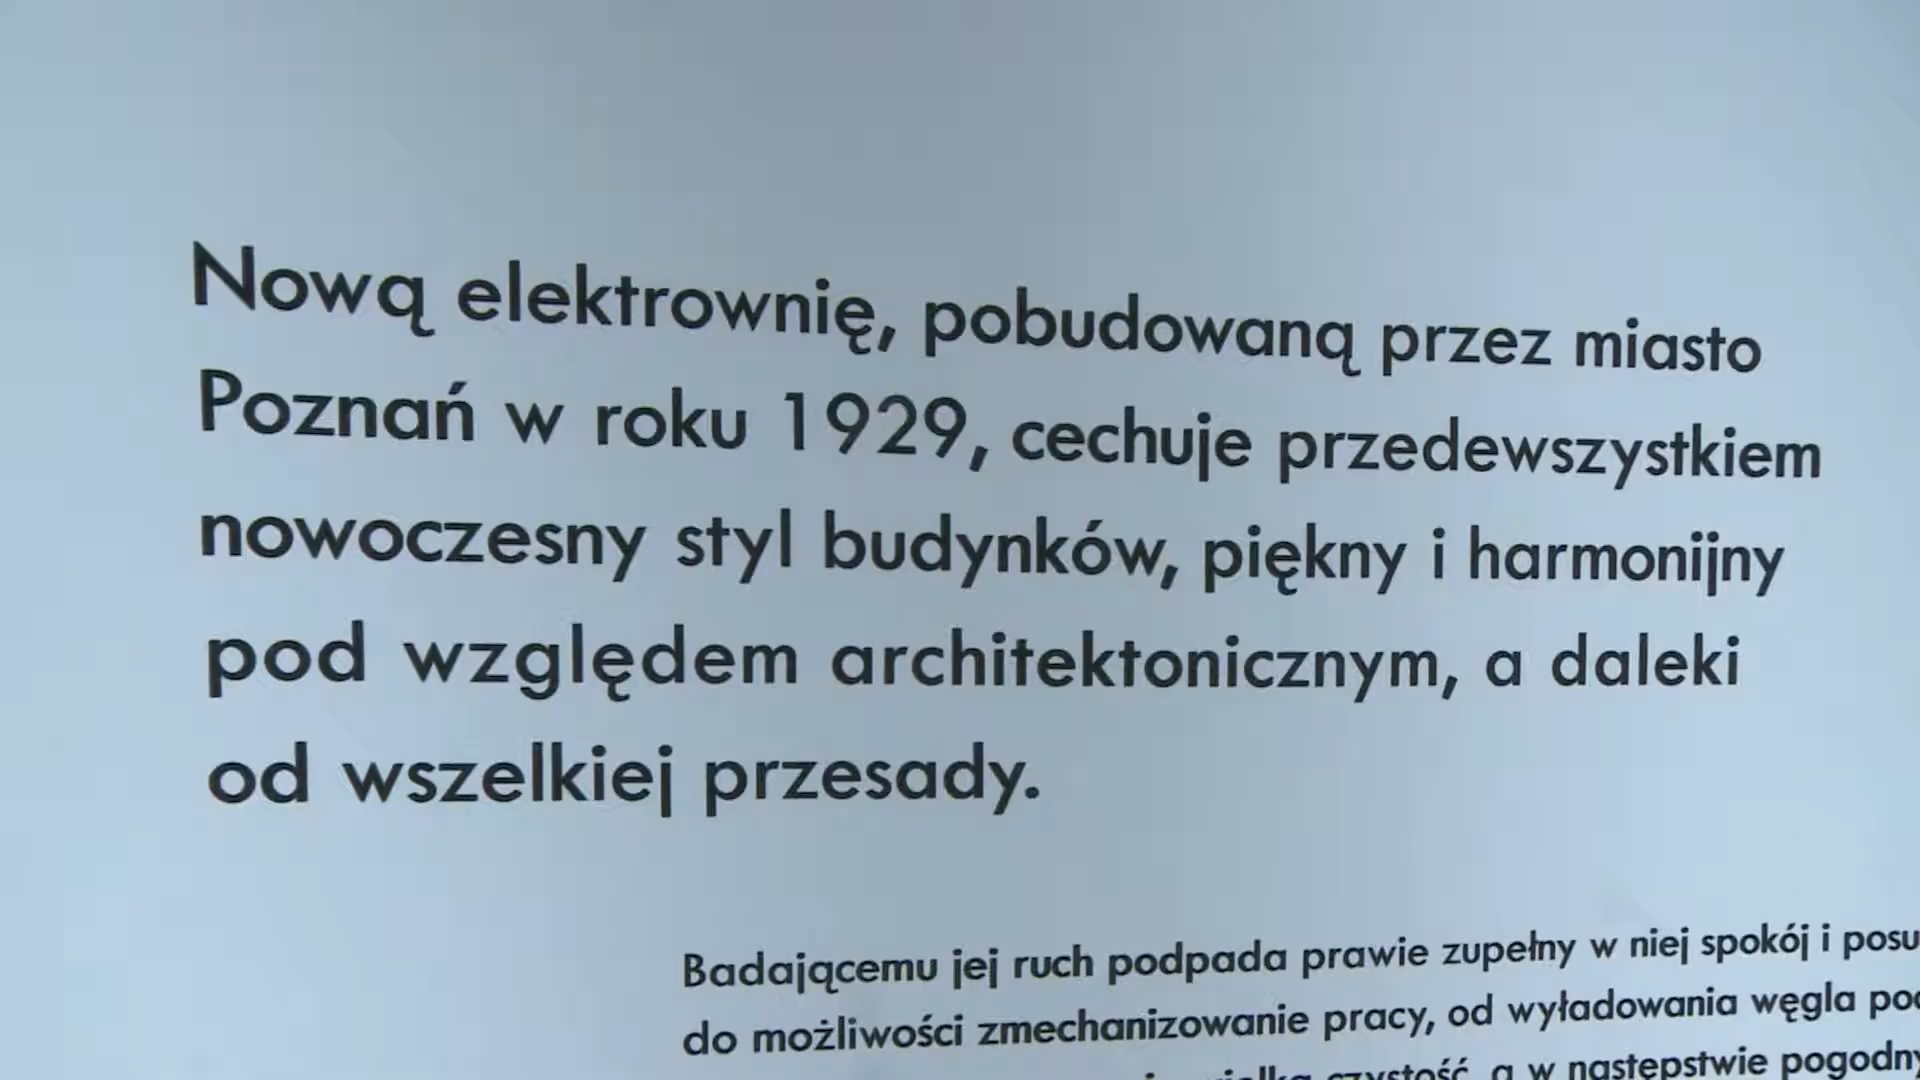 Nową elektrownię, pobudowaną przez miasto
Poznań w roku 1929, cechuje przedewszystkiem
nowoczesny styl budynków, piękny i harmonijny
pod względem architektonicznym, a daleki
od wszelkiej przesady.
Badającemu jej ruch podpada prawie zupełny w niej spokój i posu
do możliwości zmechanizowanie pracy, od wyładowania węgla
czystość, a w następstwie pogodny